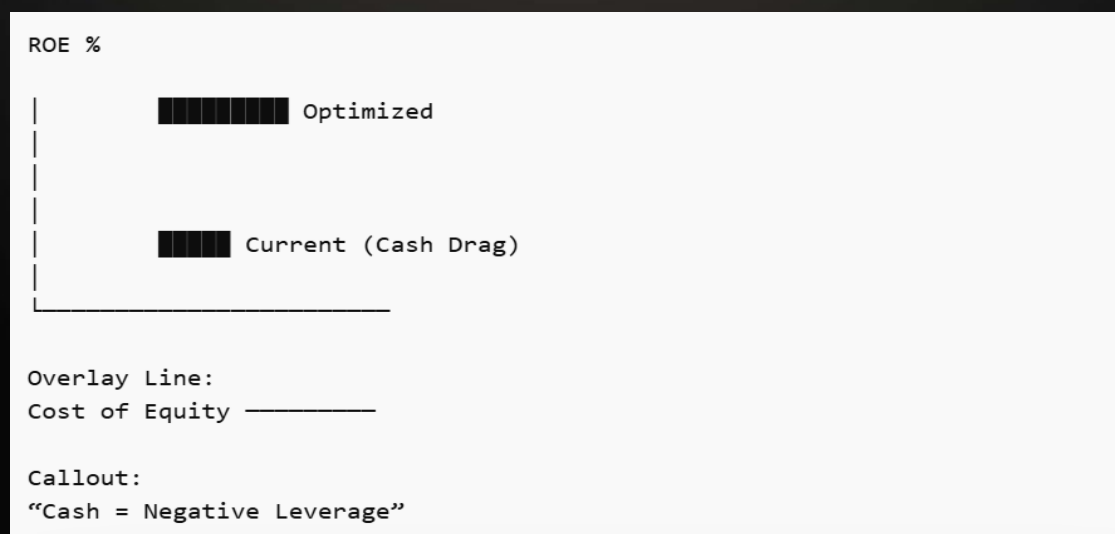 ROE %
Optimized
Current (Cash Drag)
Overlay Line:
Cost of Equity
Callout:
“Cash = Negative Leverage”